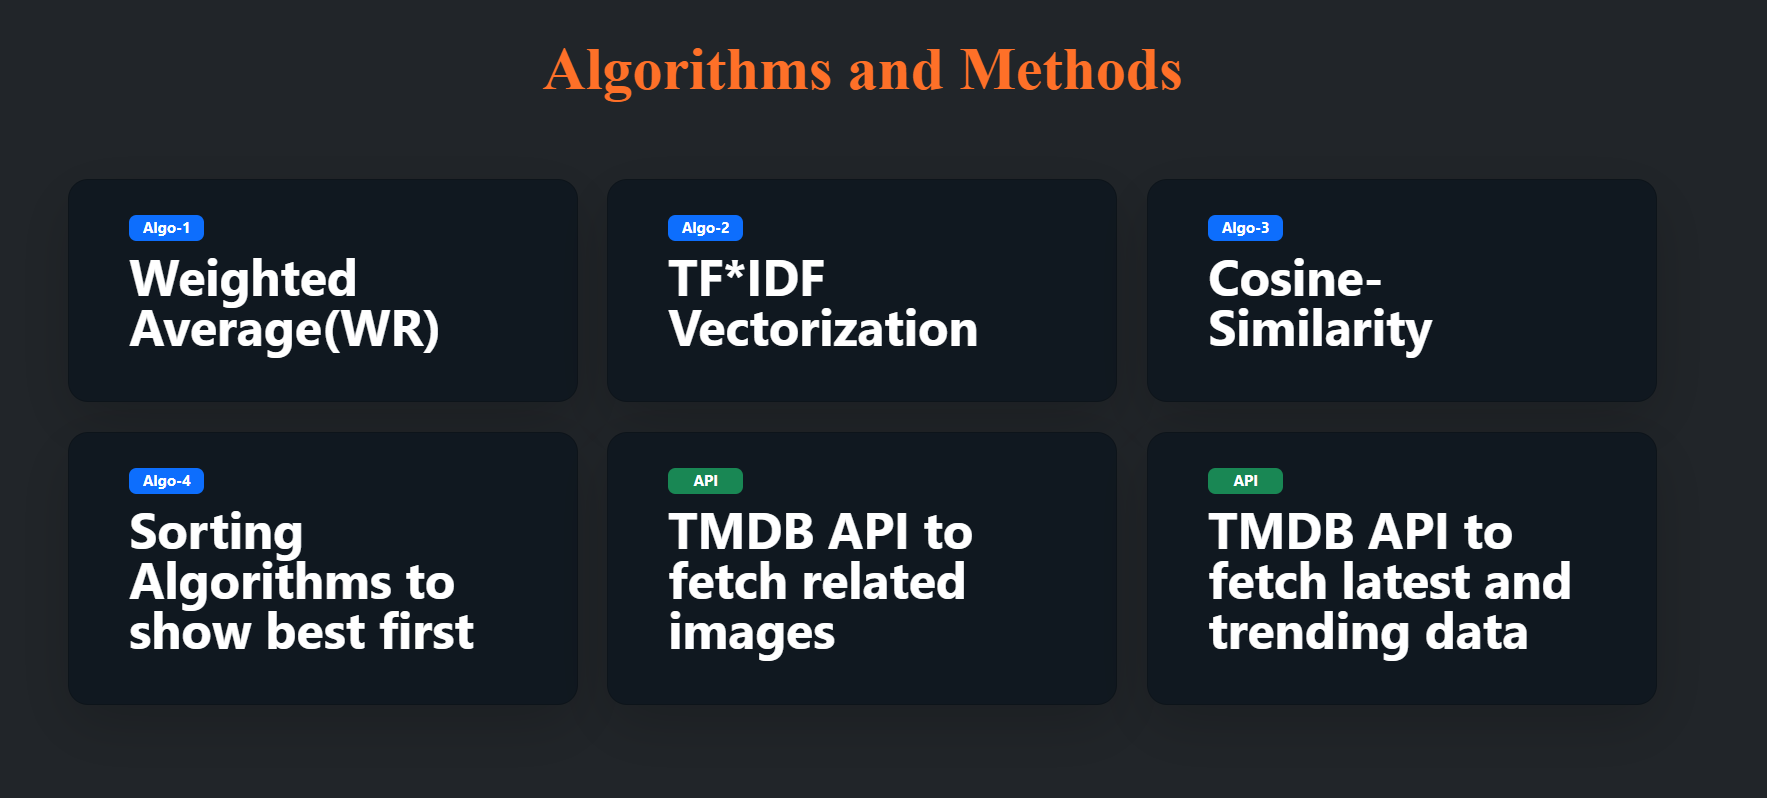 Algorithms and Methods
Algo-1
Weighted
Average(WR)
Algo-2
TF*IDF
Vectorization
Algo-3
Cosine-
Similarity
Algo-4
Sorting
Algorithms to
show best first
API
TMDB API to
fetch related
images
API
TMDB API to
fetch latest and
trending data